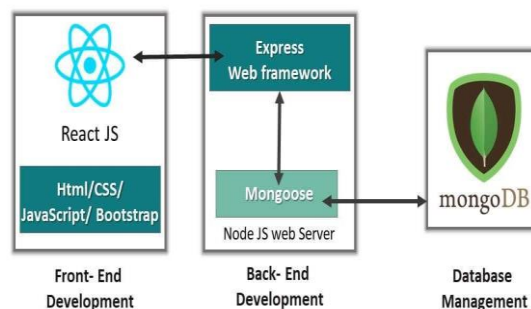 React JS
Html/CSS/
JavaScript/ Bootstrap
Front- End
Development
Express
Web framework
Mongoose
Node JS web Server
Back- End
Development
mongoDB
Database
Management